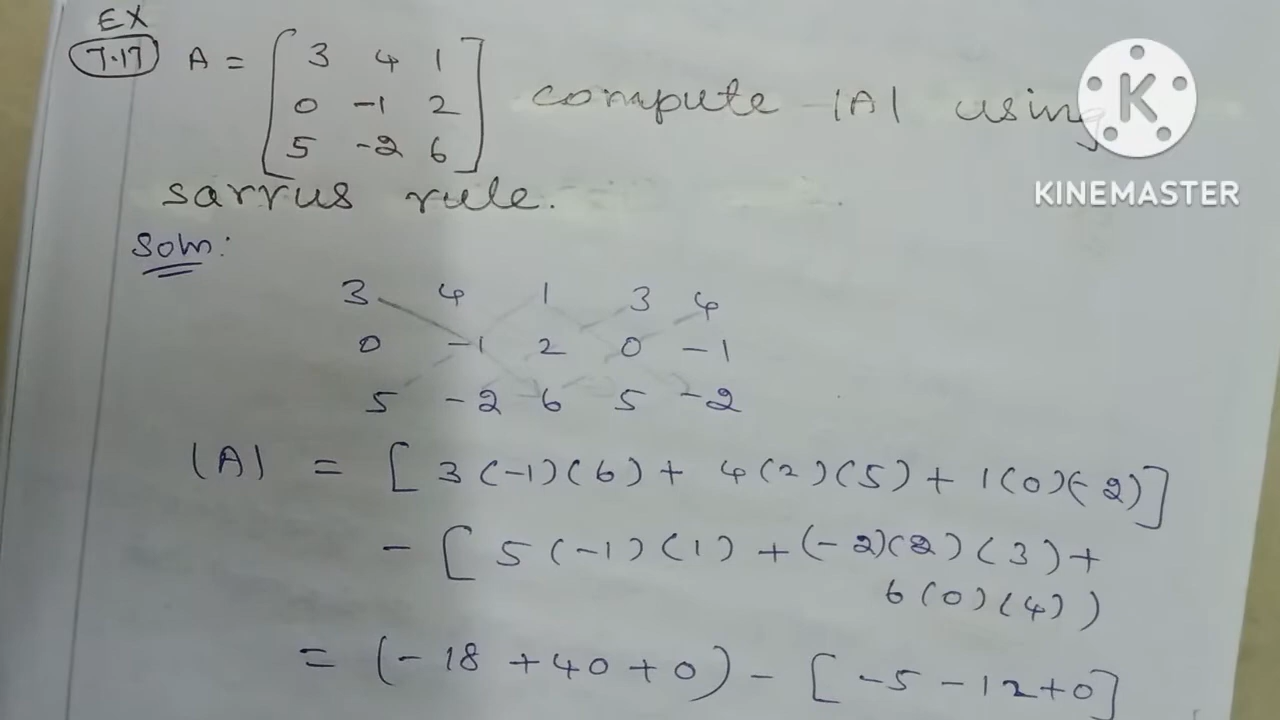 EX
7.17 A = [ 3 4 1
0 -1 2
5 -2 6 ] compute |A| using
sarrus rule.
Soln:
3 4 1 3 4
0 -1 2 0 -1
5 -2 6 5 -2
|A| = [ 3(-1)(6) + 4(2)(5) + 1(0)(-2)]
- [ 5(-1)(1) + (-2)(2)(3) +
6(0)(4))
= (-18 + 40 + 0) - [-5 - 12 + 0]
K
KINEMASTER